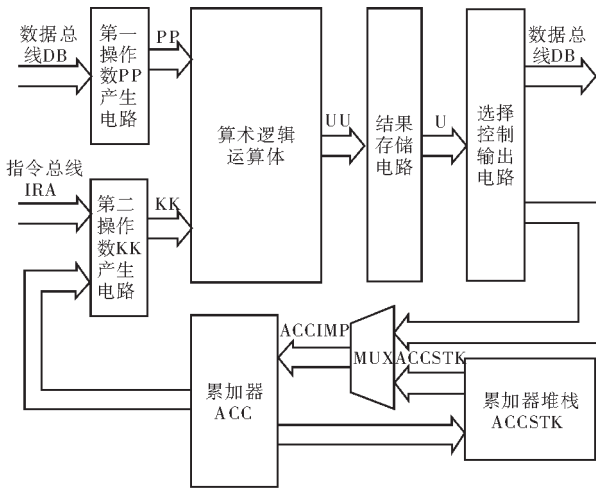 数据总
线DB
第一
操作
数PP
产生
电路
PP
算术逻辑
运算体
UU
结果
存储
电路
U
选择
控制
输出
电路
数据总
线DB
指令总线
IRA
第二
操作
数KK
产生
电路
KK
累加器
ACC
ACCIMP
MUX
ACCSTK
累加器堆栈
ACCSTK